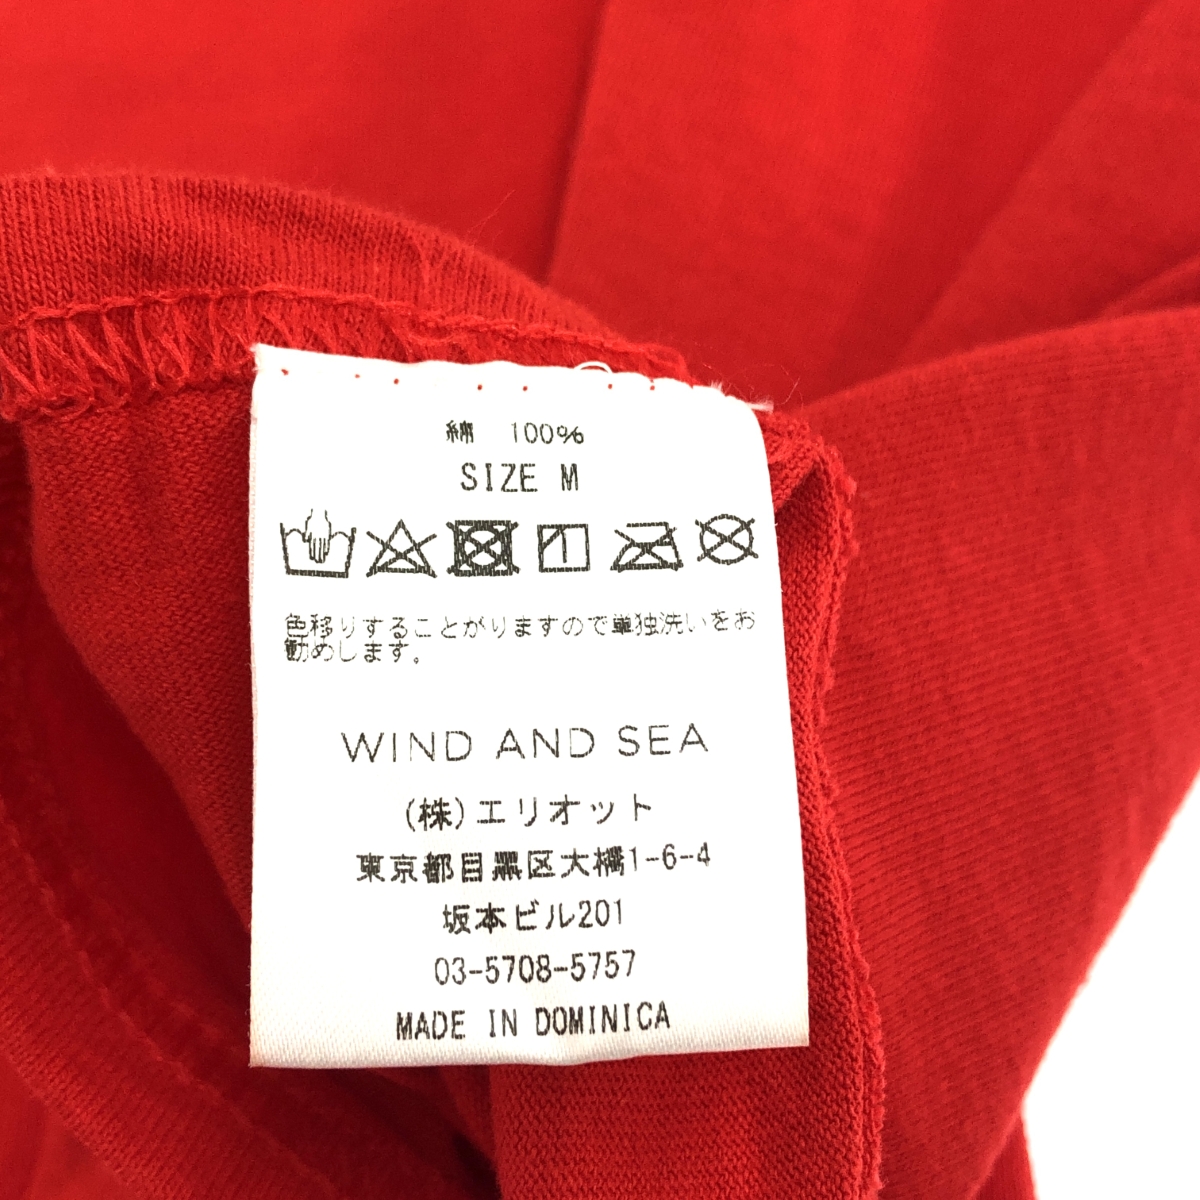 綿 100%
SIZE M
色移りすることがりますので単独洗いをお
勧めします。
WIND AND SEA
(株)エリオット
東京都目黒区大橋1-6-4
坂本ビル201
03-5708-5757
MADE IN DOMINICA